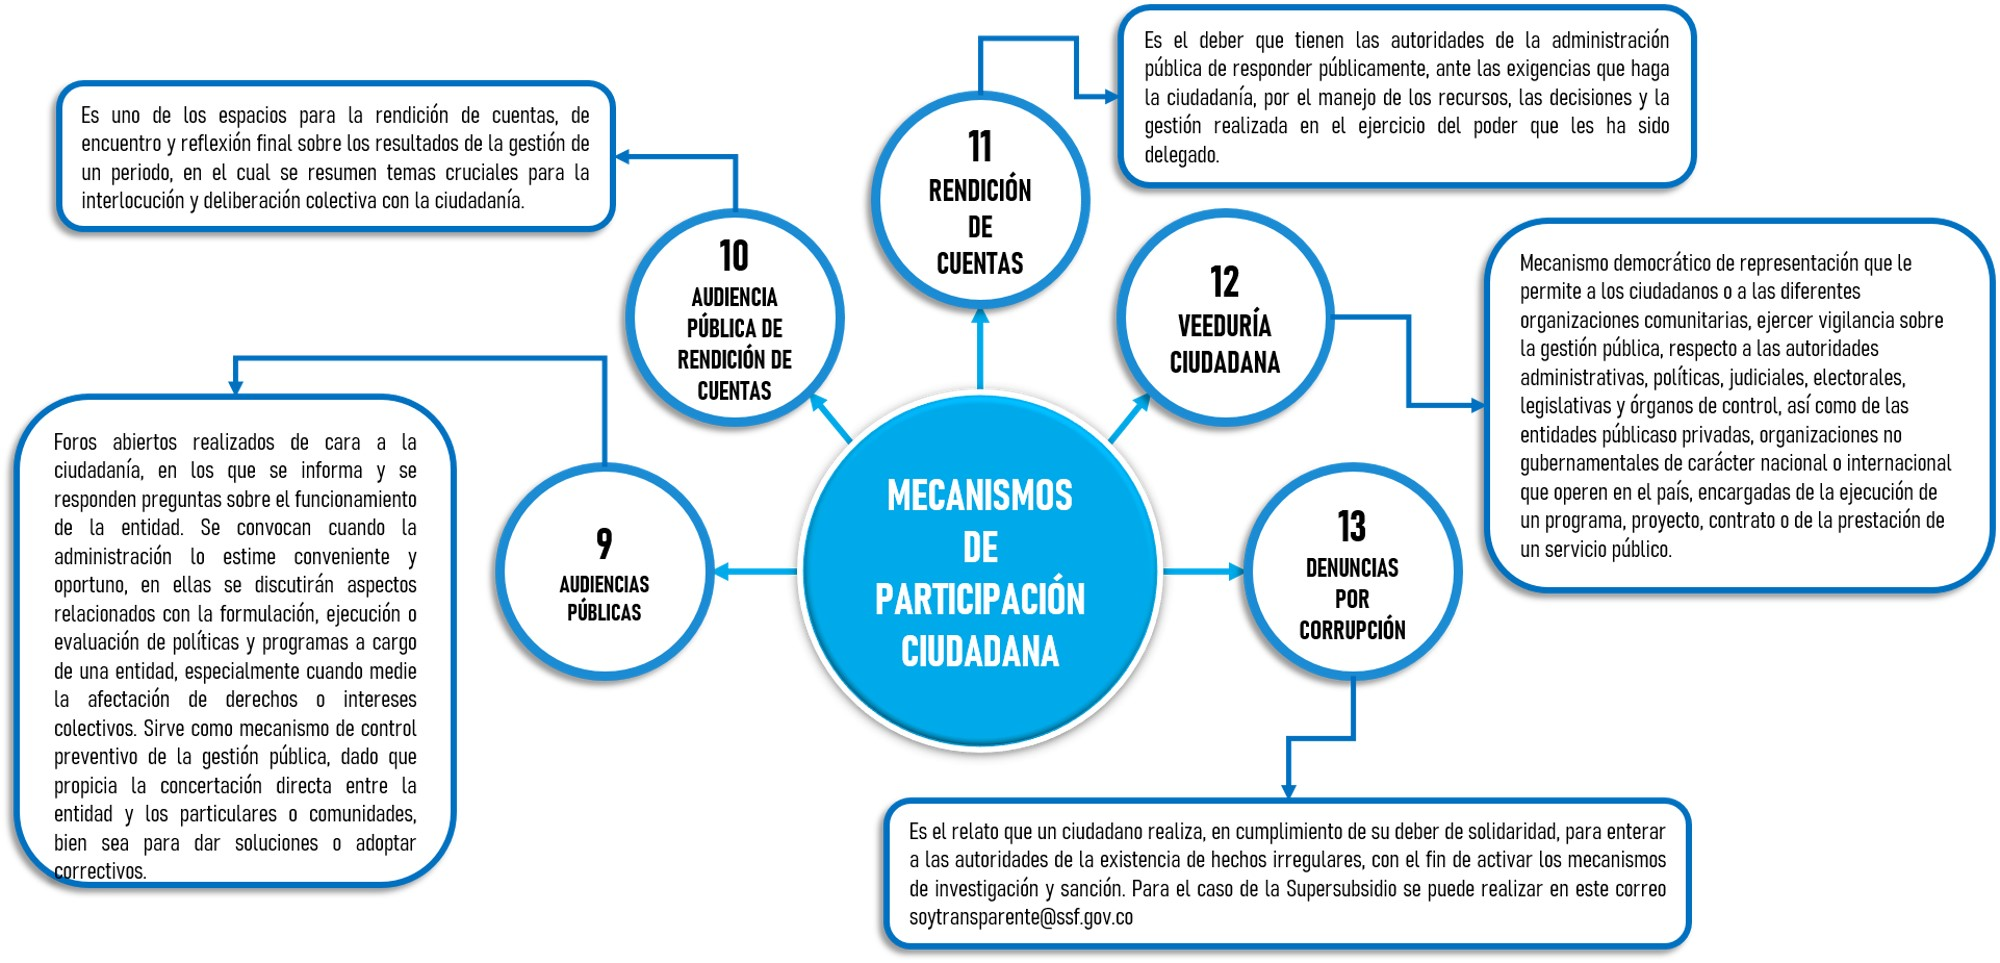 MECANISMOS
DE
PARTICIPACIÓN
CIUDADANA
9
AUDIENCIAS
PÚBLICAS
Foros abiertos realizados de cara a la
ciudadanía, en los que se informa y se
responden preguntas sobre el funcionamiento
de la entidad. Se convocan cuando la
administración lo estime conveniente y
oportuno, en ellas se discutirán aspectos
relacionados con la formulación, ejecución o
evaluación de políticas y programas a cargo
de una entidad, especialmente cuando medie
la afectación de derechos o intereses
colectivos. Sirve como mecanismo de control
preventivo de la gestión pública, dado que
propicia la concertación directa entre la
entidad y los particulares o comunidades,
bien sea para dar soluciones o adoptar
correctivos.
10
AUDIENCIA
PÚBLICA DE
RENDICIÓN DE
CUENTAS
Es uno de los espacios para la rendición de cuentas, de
encuentro y reflexión final sobre los resultados de la gestión de
un periodo, en el cual se resumen temas cruciales para la
interlocución y deliberación colectiva con la ciudadanía.
11
RENDICIÓN
DE
CUENTAS
Es el deber que tienen las autoridades de la administración
pública de responder públicamente, ante las exigencias que haga
la ciudadanía, por el manejo de los recursos, las decisiones y la
gestión realizada en el ejercicio del poder que les ha sido
delegado.
12
VEEDURÍA
CIUDADANA
Mecanismo democrático de representación que le
permite a los ciudadanos o a las diferentes
organizaciones comunitarias, ejercer vigilancia sobre
la gestión pública, respecto a las autoridades
administrativas, políticas, judiciales, electorales,
legislativas y órganos de control, así como de las
entidades públicaso privadas, organizaciones no
gubernamentales de carácter nacional o internacional
que operen en el país, encargadas de la ejecución de
un programa, proyecto, contrato o de la prestación de
un servicio público.
13
DENUNCIAS
POR
CORRUPCIÓN
Es el relato que un ciudadano realiza, en cumplimiento de su deber de solidaridad, para enterar
a las autoridades de la existencia de hechos irregulares, con el fin de activar los mecanismos
de investigación y sanción. Para el caso de la Supersubsidio se puede realizar en este correo
soytransparente@ssf.gov.co